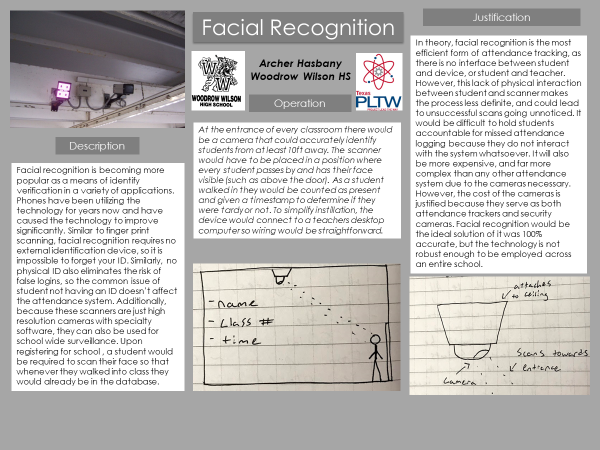 Facial Recognition
WOODROW WILSON
HIGH SCHOOL
Archer Hasbany
Woodrow Wilson HS
Texas
PLTW
Description
Facial recognition is becoming more
popular as a means of identify
verification in a variety of applications.
Phones have been utilizing the
technology for years now and have
caused the technology to improve
significantly. Similar to finger print
scanning, facial recognition requires no
external identification device, so it is
impossible to forget your ID. Similarly, no
physical ID also eliminates the risk of
false logins, so the common issue of
student not having an ID doesn't affect
the attendance system. Additionally,
because these scanners are just high
resolution cameras with specialty
software, they can also be used for
school wide surveillance. Upon
registering for school , a student would
be required to scan their face so that
whenever they walked into class they
would already be in the database.
Operation
At the entrance of every classroom there would
be a camera that could accurately identify
students from at least 10ft away. The scanner
would have to be placed in a position where
every student passes by and has their face
visible (such as above the door). As a student
walked in they would be counted as present
and given a timestamp to determine if they
were tardy or not. To simplify instillation, the
device would connect to a teachers desktop
computer so wiring would be straightforward.
- name
- class #
- time
Justification
In theory, facial recognition is the most
efficient form of attendance tracking, as
there is no interface between student
and device, or student and teacher.
However, this lack of physical interaction
between student and scanner makes
the process less definite, and could lead
to unsuccessful scans going unnoticed. It
would be difficult to hold students
accountable for missed attendance
logging because they do not interact
with the system whatsoever. It will also
be more expensive, and far more
complex than any other attendance
system due to the cameras necessary.
However, the cost of the cameras is
justified because they serve as both
attendance trackers and security
cameras. Facial recognition would be
the ideal solution of it was 100%
accurate, but the technology is not
robust enough to be employed across
an entire school.
attaches
to ceiling
Scans towards
entrance
Camera